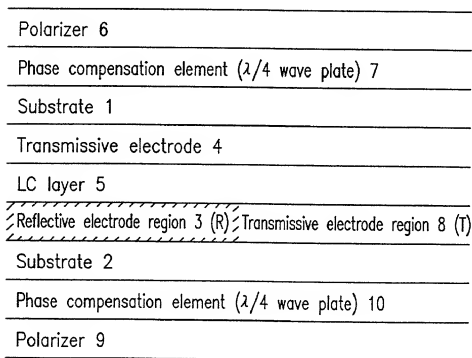 Polarizer 6
Phase compensation element (λ/4 wave plate) 7
Substrate 1
Transmissive electrode 4
LC layer 5
Reflective electrode region 3 (R) Transmissive electrode region 8 (T)
Substrate 2
Phase compensation element (λ/4 wave plate) 10
Polarizer 9